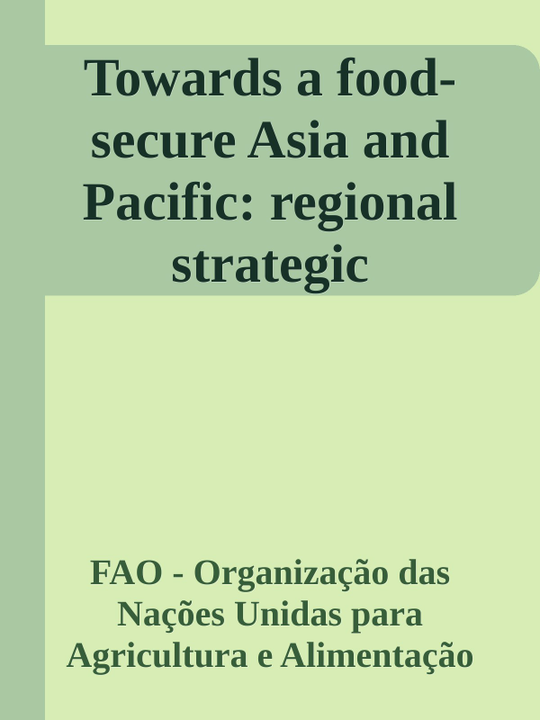 Towards a food-
secure Asia and
Pacific: regional
strategic
FAO - Organização das
Nações Unidas para
Agricultura e Alimentação